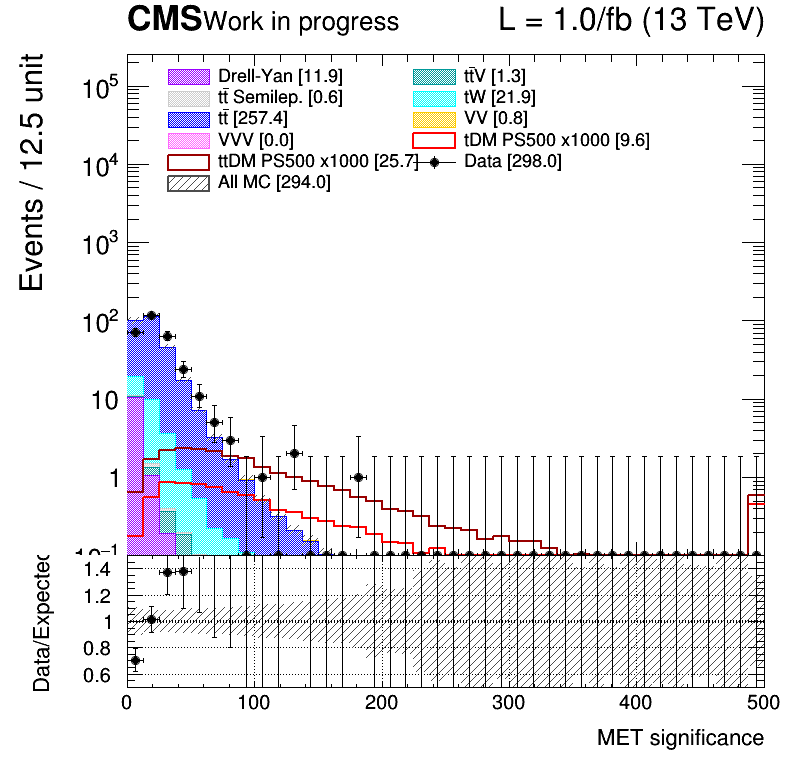 CMS Work in progress L = 1.0/fb (13 TeV)
Drell-Yan [11.9] tt̄V [1.3]
tt̄ Semilep. [0.6] tW [21.9]
tt̄ [257.4] VV [0.8]
VVV [0.0] tDM PS500 x1000 [9.6]
ttDM PS500 x1000 [25.7] Data [298.0]
All MC [294.0]
Events / 12.5 unit
10⁵
10⁴
10³
10²
10
1
10⁻¹
Data/Expected
1.4
1.2
1
0.8
0.6
0 100 200 300 400 500
MET significance